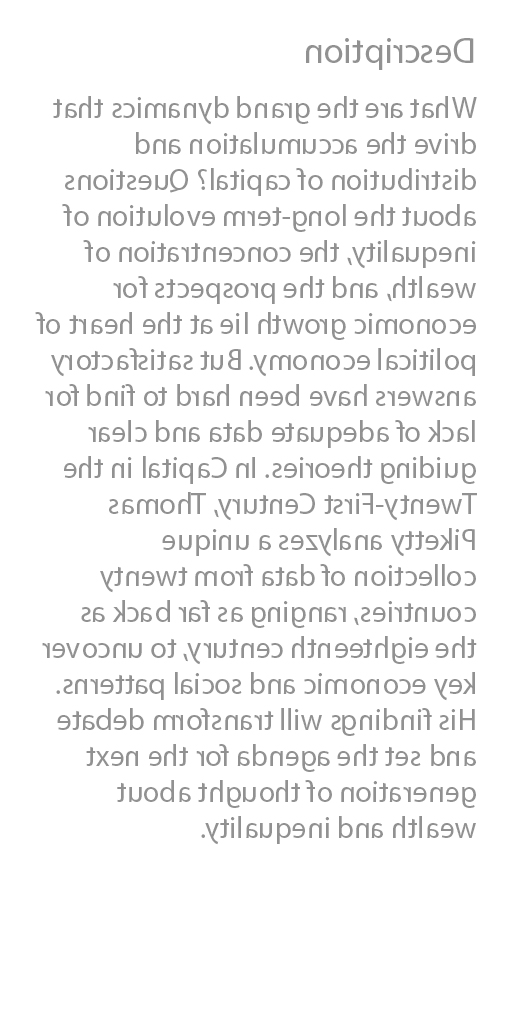 Description
What are the grand dynamics that
drive the accumulation and
distribution of capital? Questions
about the long-term evolution of
inequality, the concentration of
wealth, and the prospects for
economic growth lie at the heart of
political economy. But satisfactory
answers have been hard to find for
lack of adequate data and clear
guiding theories. In Capital in the
Twenty-First Century, Thomas
Piketty analyzes a unique
collection of data from twenty
countries, ranging as far back as
the eighteenth century, to uncover
key economic and social patterns.
His findings will transform debate
and set the agenda for the next
generation of thought about
wealth and inequality.